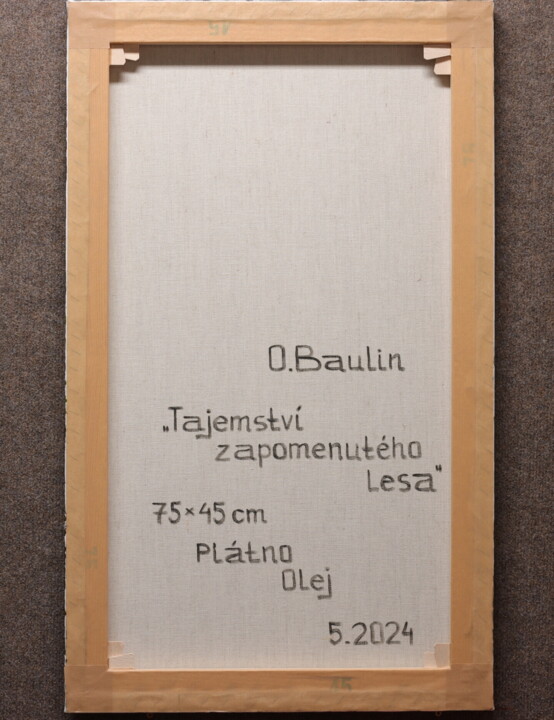 O.Baulin
„Tajemství
zapomenutého
Lesa“
75×45 cm
Plátno
Olej
5.2024